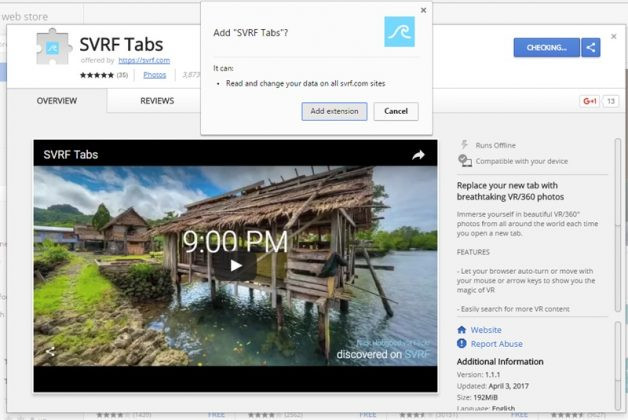 web store
SVRF Tabs
offered by https://svrf.com
(35) Photos 3,873
Add "SVRF Tabs"?
It can:
• Read and change your data on all svrf.com sites
Add extension
Cancel
CHECKING...
OVERVIEW
REVIEWS
G+1 13
SVRF Tabs
9:00 PM
discovered on SVRF
Runs Offline
Compatible with your device
Replace your new tab with
breathtaking VR/360 photos
Immerse yourself in beautiful VR/360°
photos from all around the world each time
you open a new tab.
FEATURES
- Let your browser auto-turn or move with
your mouse or arrow keys to show you the
magic of VR
- Easily search for more VR content
Website
Report Abuse
Additional Information
Version: 1.1.1
Updated: April 3, 2017
Size: 192MiB
Language: English
FREE
FREE
FREE